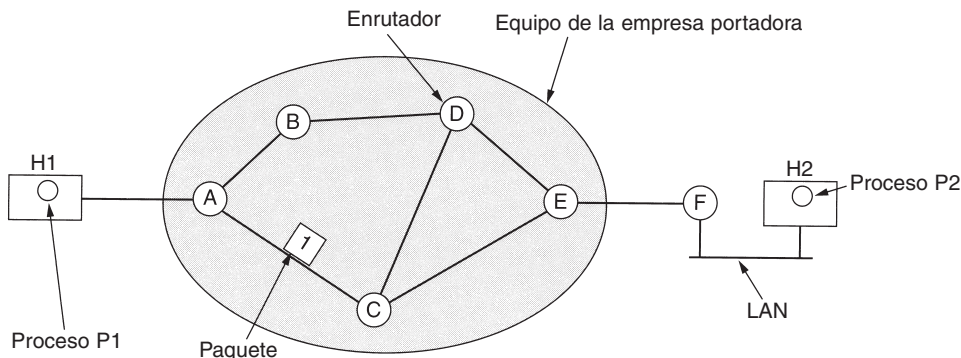 Enrutador
Equipo de la empresa portadora
B
D
H1
A
E
F
H2
Proceso P2
1
C
LAN
Proceso P1
Paquete